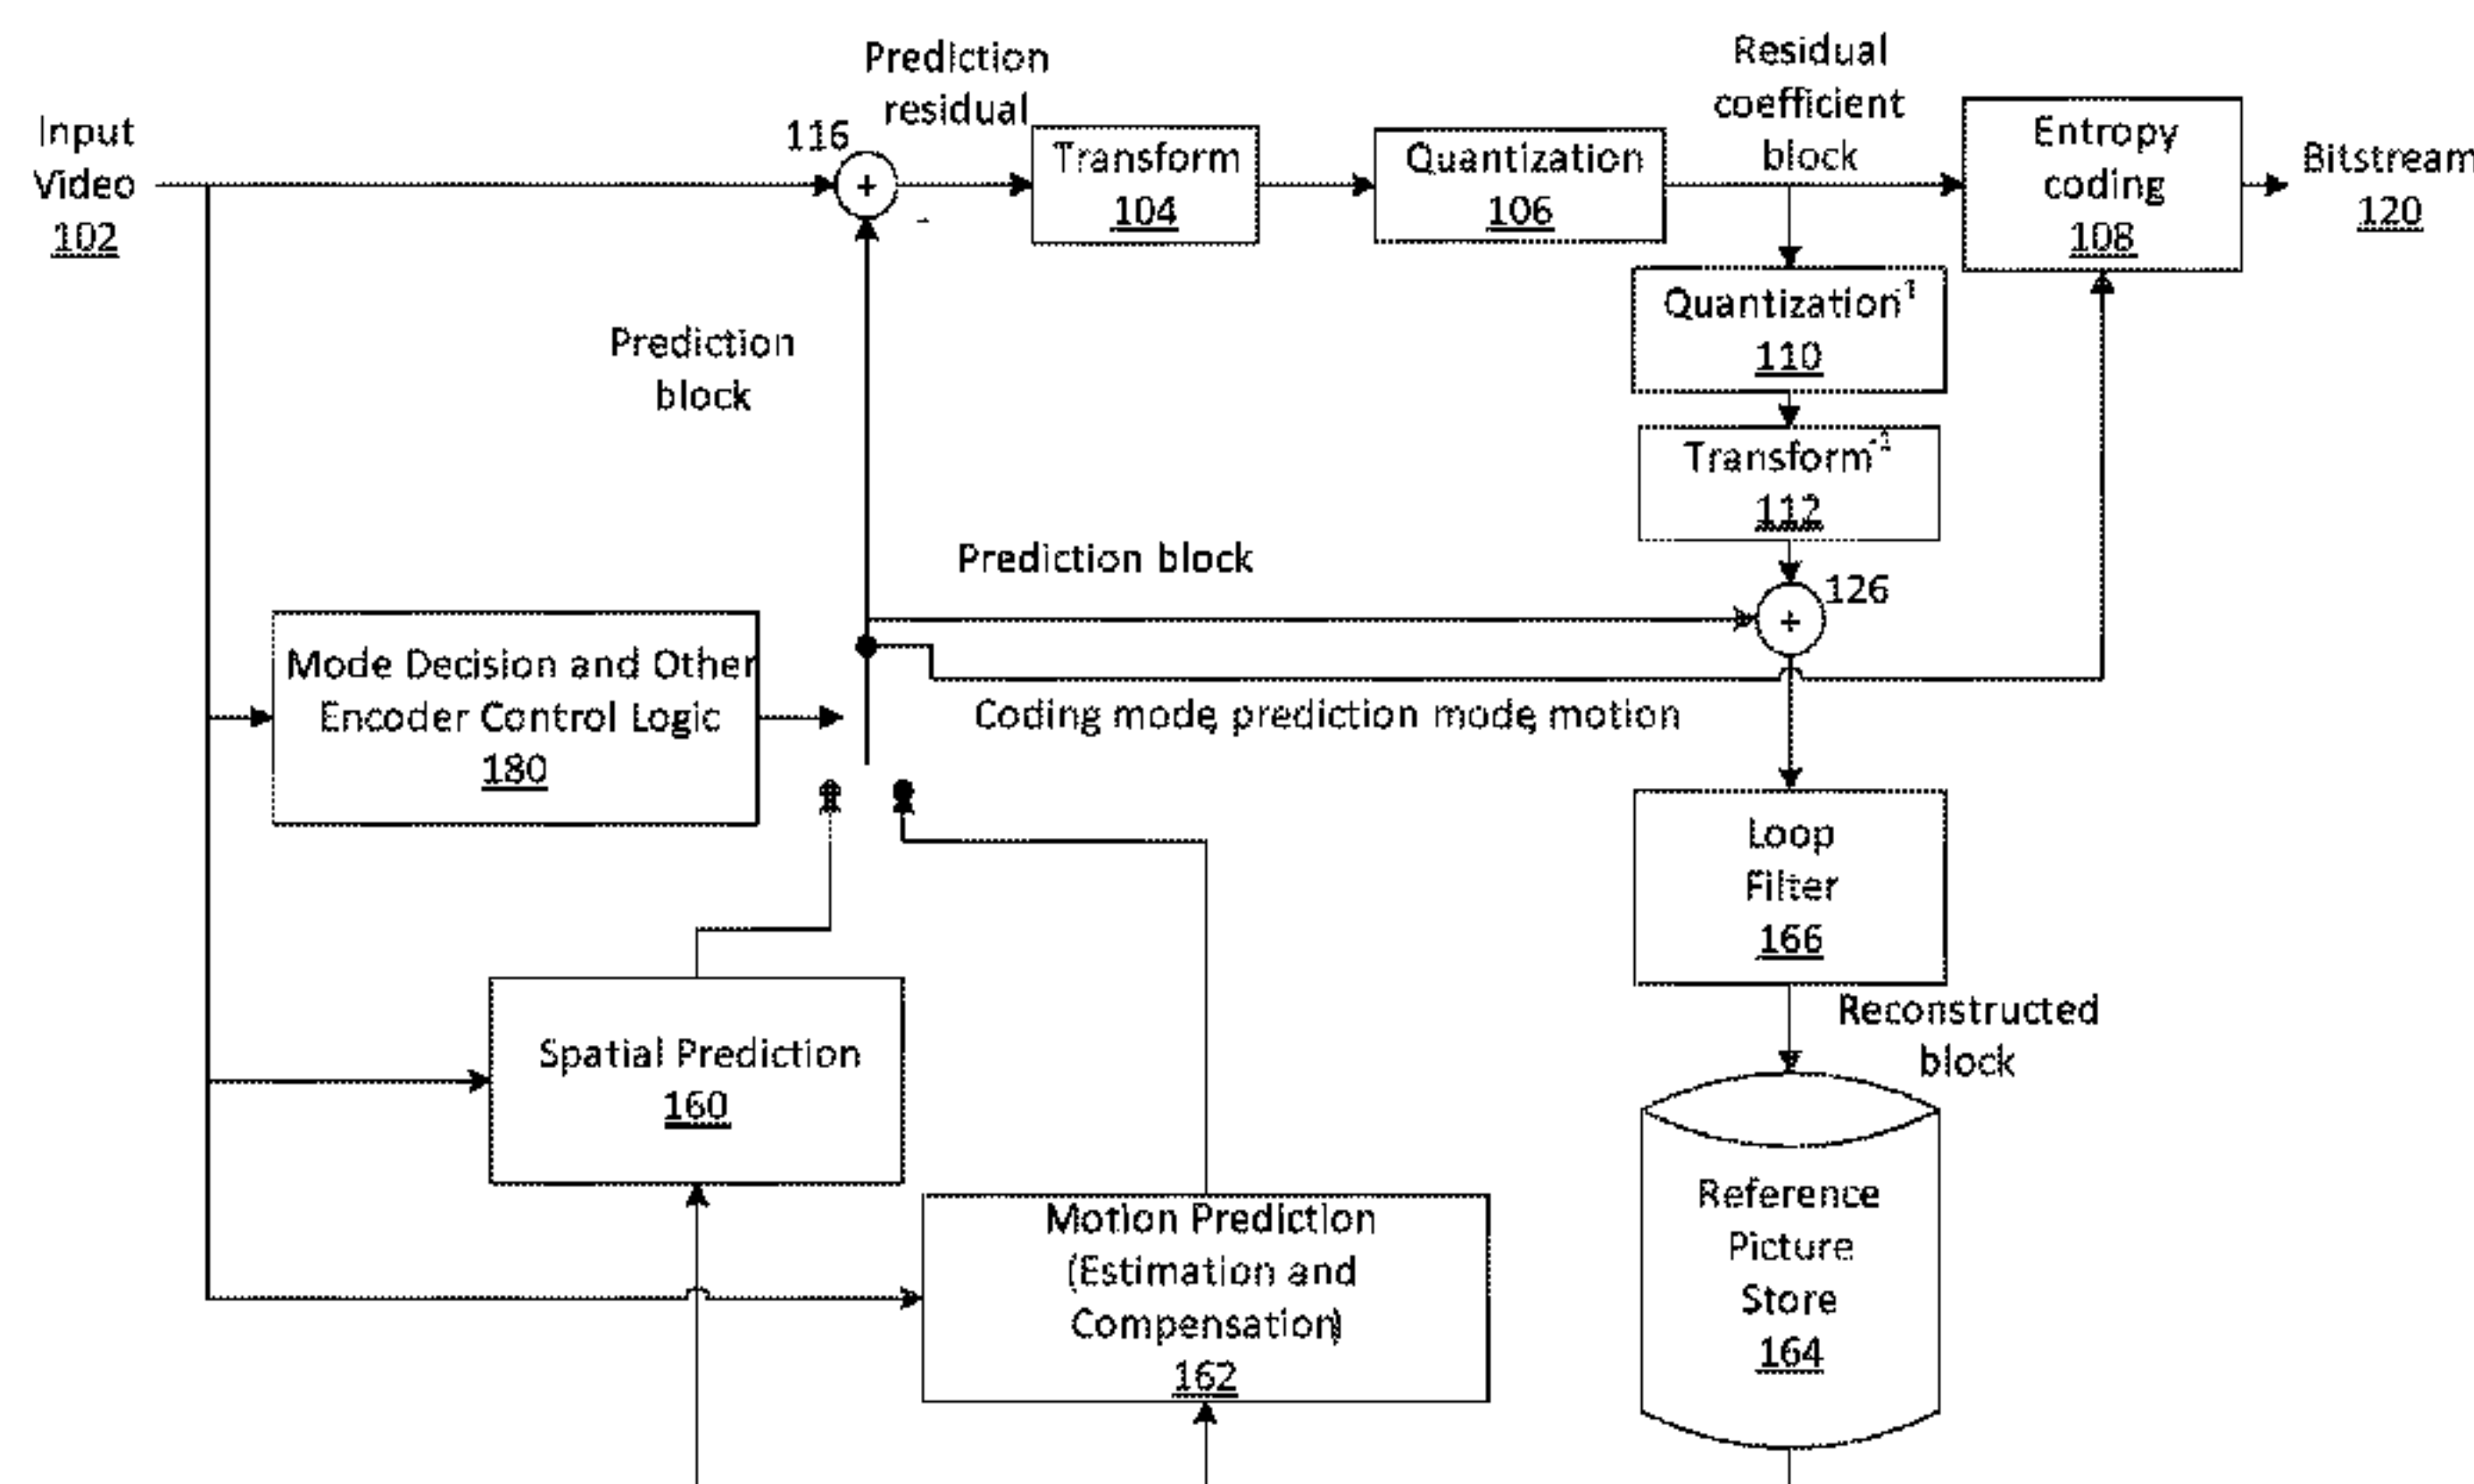 Input
Video
102
116
Prediction
residual
Transform
104
Quantization
106
Residual
coefficient
block
Entropy
coding
108
Bitstream
120
Quantization-1
110
Transform-1
112
Prediction
block
Prediction block
126
Mode Decision and Other
Encoder Control Logic
180
Coding mode, prediction mode, motion
Loop
Filter
166
Reconstructed
block
Spatial Prediction
160
Motion Prediction
(Estimation and
Compensation)
162
Reference
Picture
Store
164